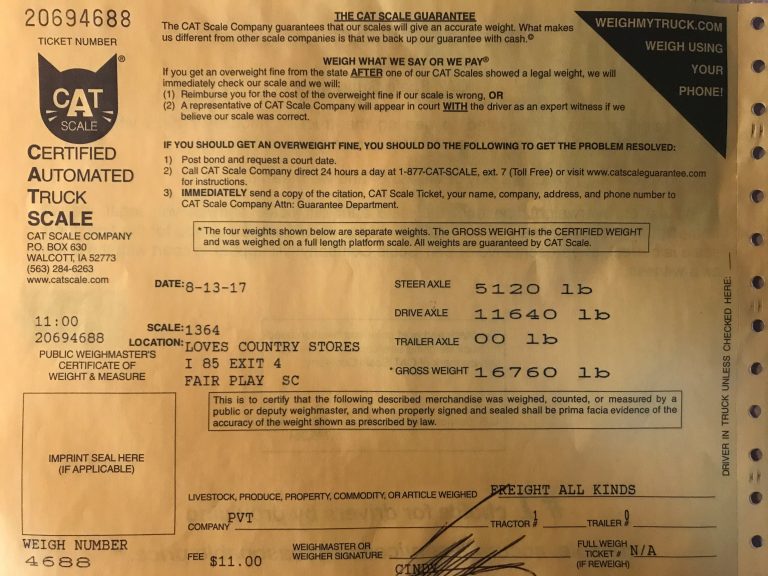 20694688
TICKET NUMBER
CAT
SCALE
®
CERTIFIED
AUTOMATED
TRUCK
SCALE
CAT SCALE COMPANY
P.O. BOX 630
WALCOTT, IA 52773
(563) 284-6263
www.catscale.com
THE CAT SCALE GUARANTEE
The CAT Scale Company guarantees that our scales will give an accurate weight. What makes
us different from other scale companies is that we back up our guarantee with cash.©
WEIGH WHAT WE SAY OR WE PAY®
If you get an overweight fine from the state AFTER one of our CAT Scales showed a legal weight, we will
immediately check our scale and we will:
(1) Reimburse you for the cost of the overweight fine if our scale is wrong, OR
(2) A representative of CAT Scale Company will appear in court WITH the driver as an expert witness if we
believe our scale was correct.
IF YOU SHOULD GET AN OVERWEIGHT FINE, YOU SHOULD DO THE FOLLOWING TO GET THE PROBLEM RESOLVED:
1) Post bond and request a court date.
2) Call CAT Scale Company direct 24 hours a day at 1-877-CAT-SCALE, ext. 7 (Toll Free) or visit www.catscaleguarantee.com
for instructions.
3) IMMEDIATELY send a copy of the citation, CAT Scale Ticket, your name, company, address, and phone number to
CAT Scale Company Attn: Guarantee Department.
WEIGHMYTRUCK.COM
WEIGH USING
YOUR
PHONE!
* The four weights shown below are separate weights. The GROSS WEIGHT is the CERTIFIED WEIGHT
and was weighed on a full length platform scale. All weights are guaranteed by CAT Scale.
DATE: 8-13-17
STEER AXLE 5120 lb
DRIVE AXLE 11640 lb
TRAILER AXLE 00 lb
* GROSS WEIGHT 16760 lb
SCALE: 1364
LOCATION: LOVES COUNTRY STORES
I 85 EXIT 4
FAIR PLAY SC
11:00
20694688
PUBLIC WEIGHMASTER'S
CERTIFICATE OF
WEIGHT & MEASURE
This is to certify that the following described merchandise was weighed, counted, or measured by a
public or deputy weighmaster, and when properly signed and sealed shall be prima facia evidence of the
accuracy of the weight shown as prescribed by law.
DRIVER IN TRUCK UNLESS CHECKED HERE:
IMPRINT SEAL HERE
(IF APPLICABLE)
LIVESTOCK, PRODUCE, PROPERTY, COMMODITY, OR ARTICLE WEIGHED FREIGHT ALL KINDS
COMPANY PVT TRACTOR # 1 TRAILER # 0
WEIGH NUMBER
4688
FEE $11.00
WEIGHMASTER OR
WEIGHER SIGNATURE
CINDY
FULL WEIGH
TICKET # N/A
(IF REWEIGH)